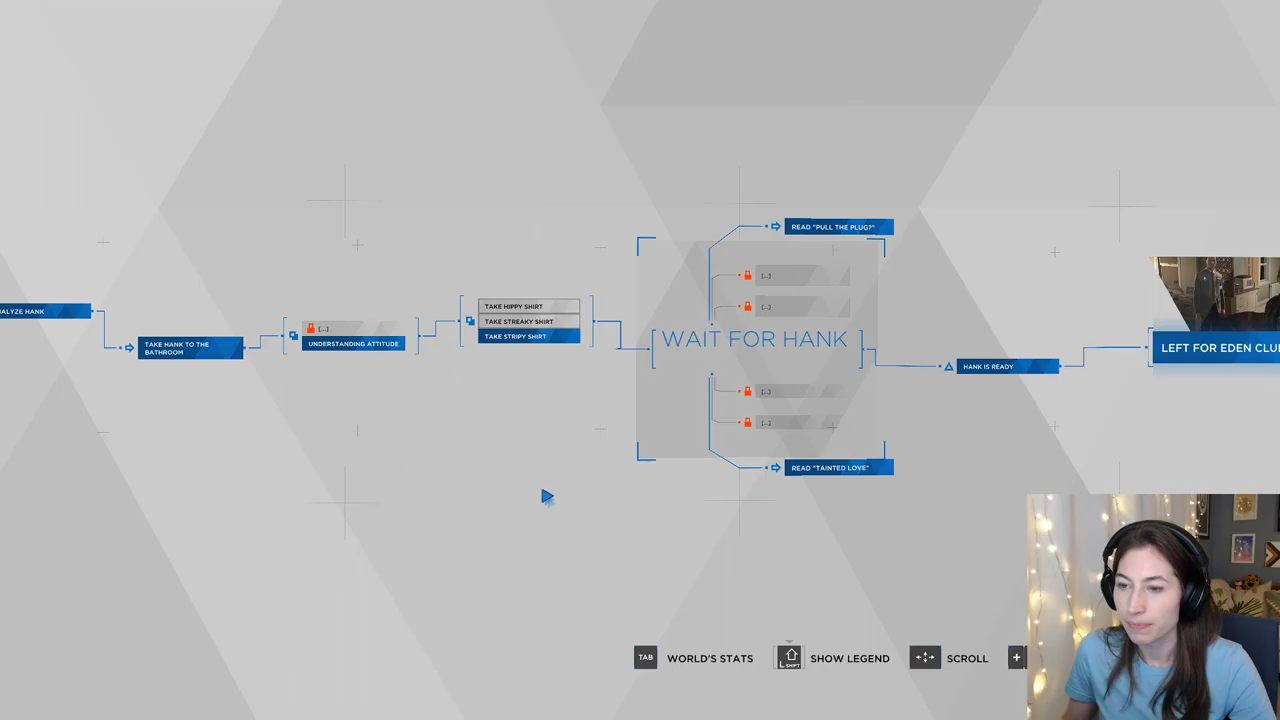 READ "PULL THE PLUG?"
[...]
[...]
ALYZE HANK
TAKE HANK TO THE
BATHROOM
[...]
UNDERSTANDING ATTITUDE
TAKE HIPPY SHIRT
TAKE STREAKY SHIRT
TAKE STRIPY SHIRT
WAIT FOR HANK
HANK IS READY
LEFT FOR EDEN CLU
[...]
[...]
READ "TAINTED LOVE"
TAB WORLD'S STATS
L SHIFT SHOW LEGEND
SCROLL
+